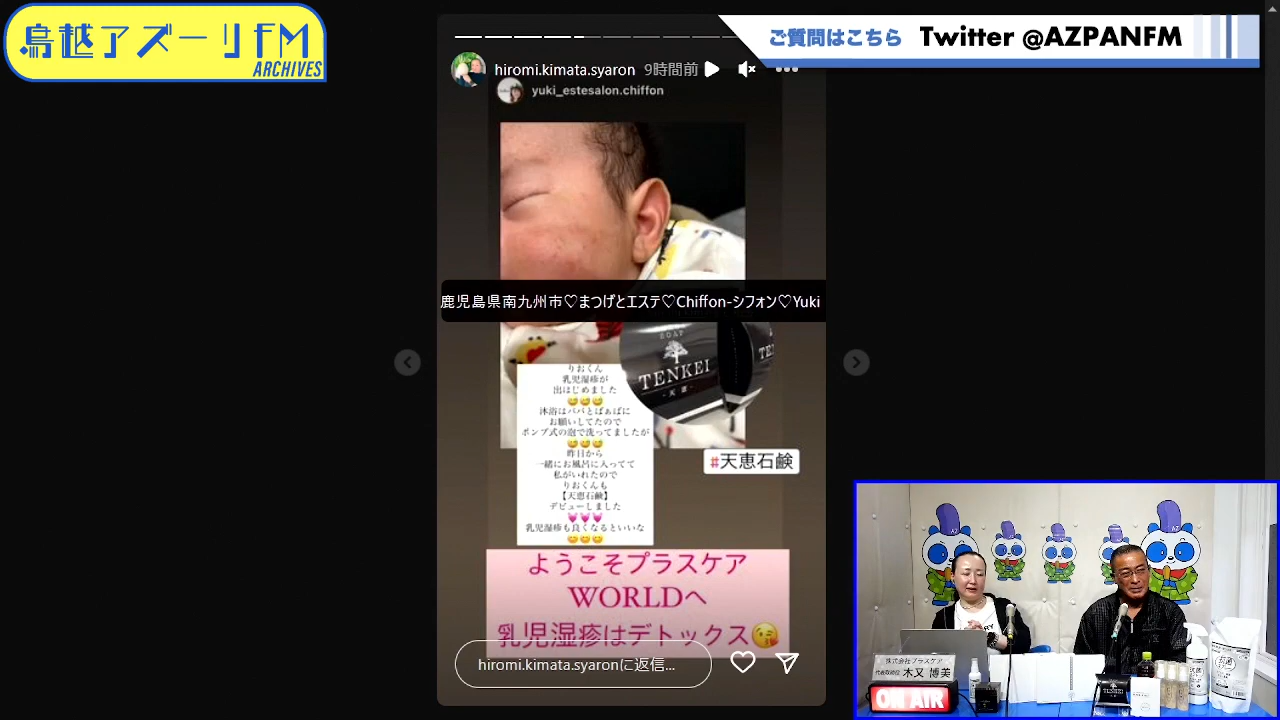 鳥越アズーリFM
ARCHIVES
ご質問はこちら Twitter @AZPANFM
hiromi.kimata.syaron 9時間前
yuki_estesalon.chiffon
鹿児島県南九州市♡まつげとエステ♡Chiffon-シフォン♡Yuki
SOAP
TENKEI
-天恵-
りおくん
乳児湿疹が
出はじめました
😋😋😋
沐浴はパパとばぁばに
お願いしてたので
ポンプ式の泡で洗ってましたが
😋😋😋
昨日から
一緒にお風呂に入ってて
私がいれたので
りおくんも
【天恵石鹸】
デビューしました
💓💓💓
乳児湿疹も良くなるといいな
😋😋😋
#天恵石鹸
ようこそプラスケア
WORLDへ
乳児湿疹はデトックス😘
hiromi.kimata.syaronに返信...
株式会社プラスケア
代表取締役 木又 博美
ON AIR
TENKEI